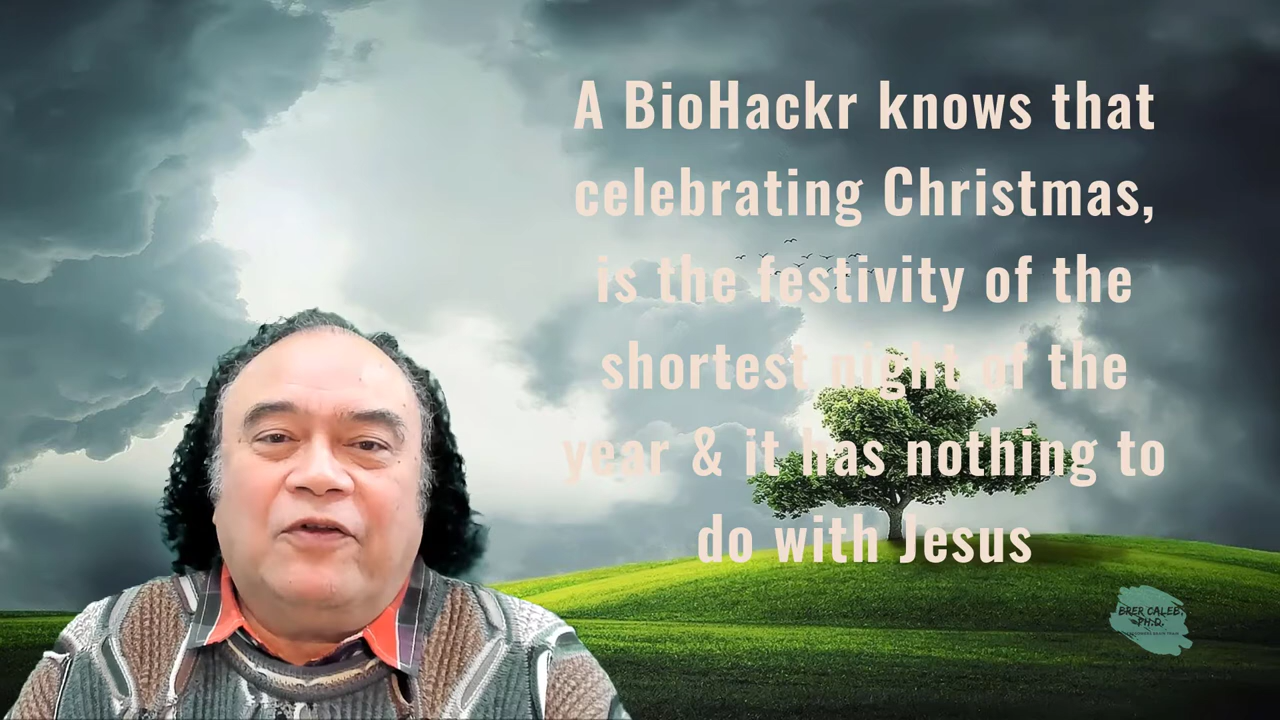 A BioHackr knows that
celebrating Christmas,
is the festivity of the
shortest night of the
year & it has nothing to
do with Jesus
BRER CALEB,
PH.D.